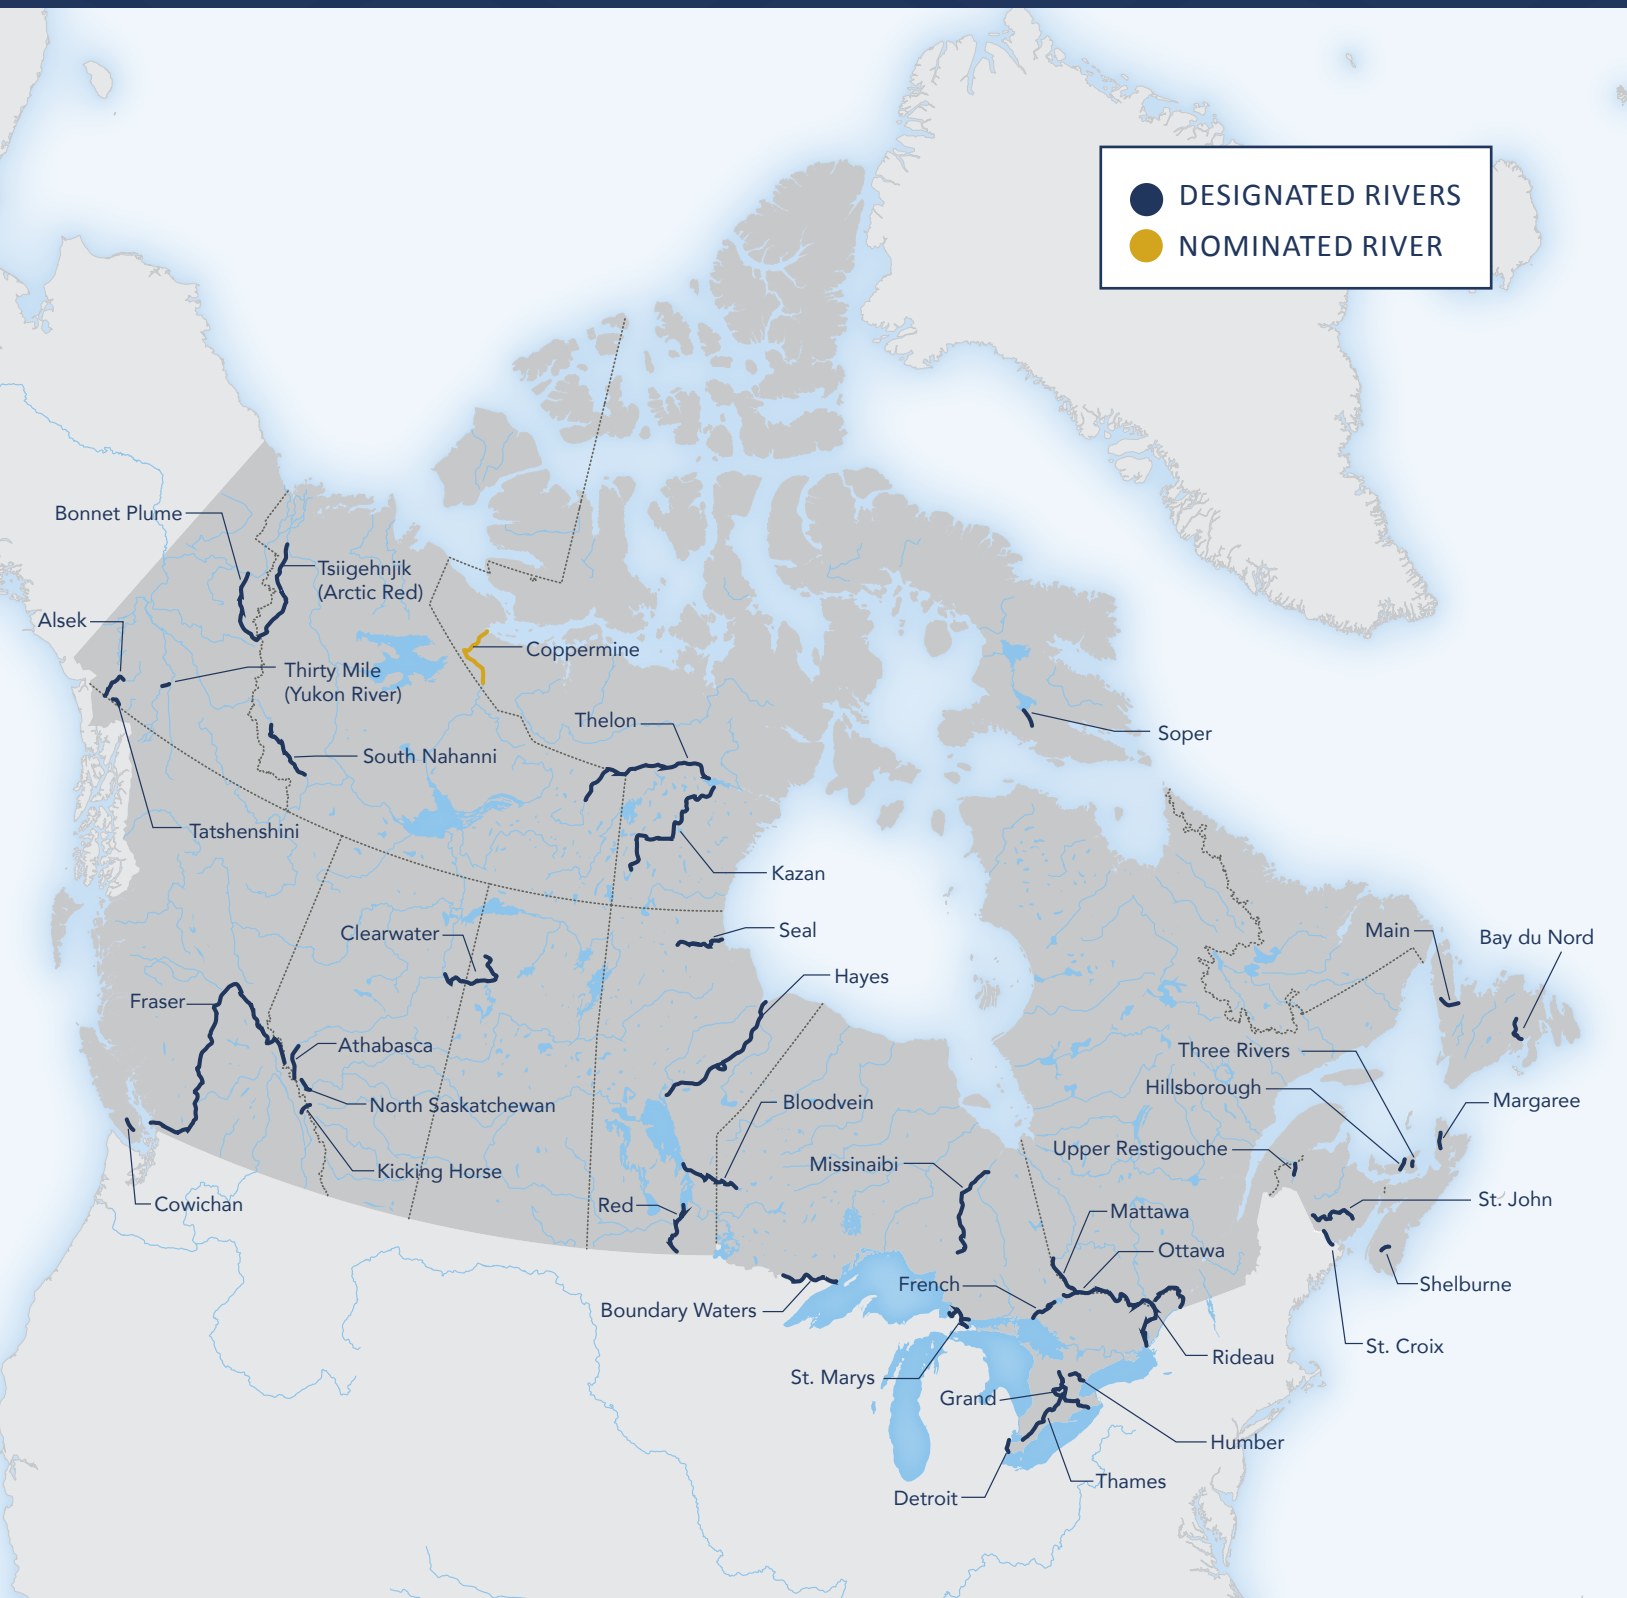 DESIGNATED RIVERS
NOMINATED RIVER
Bonnet Plume
Tsiigehnjik
(Arctic Red)
Alsek
Coppermine
Thirty Mile
(Yukon River)
Thelon
Soper
South Nahanni
Tatshenshini
Kazan
Clearwater
Seal
Main
Bay du Nord
Hayes
Fraser
Athabasca
Three Rivers
Hillsborough
North Saskatchewan
Bloodvein
Margaree
Upper Restigouche
Missinaibi
Kicking Horse
Cowichan
Red
St. John
Mattawa
Ottawa
French
Shelburne
Boundary Waters
St. Croix
Rideau
St. Marys
Grand
Humber
Thames
Detroit